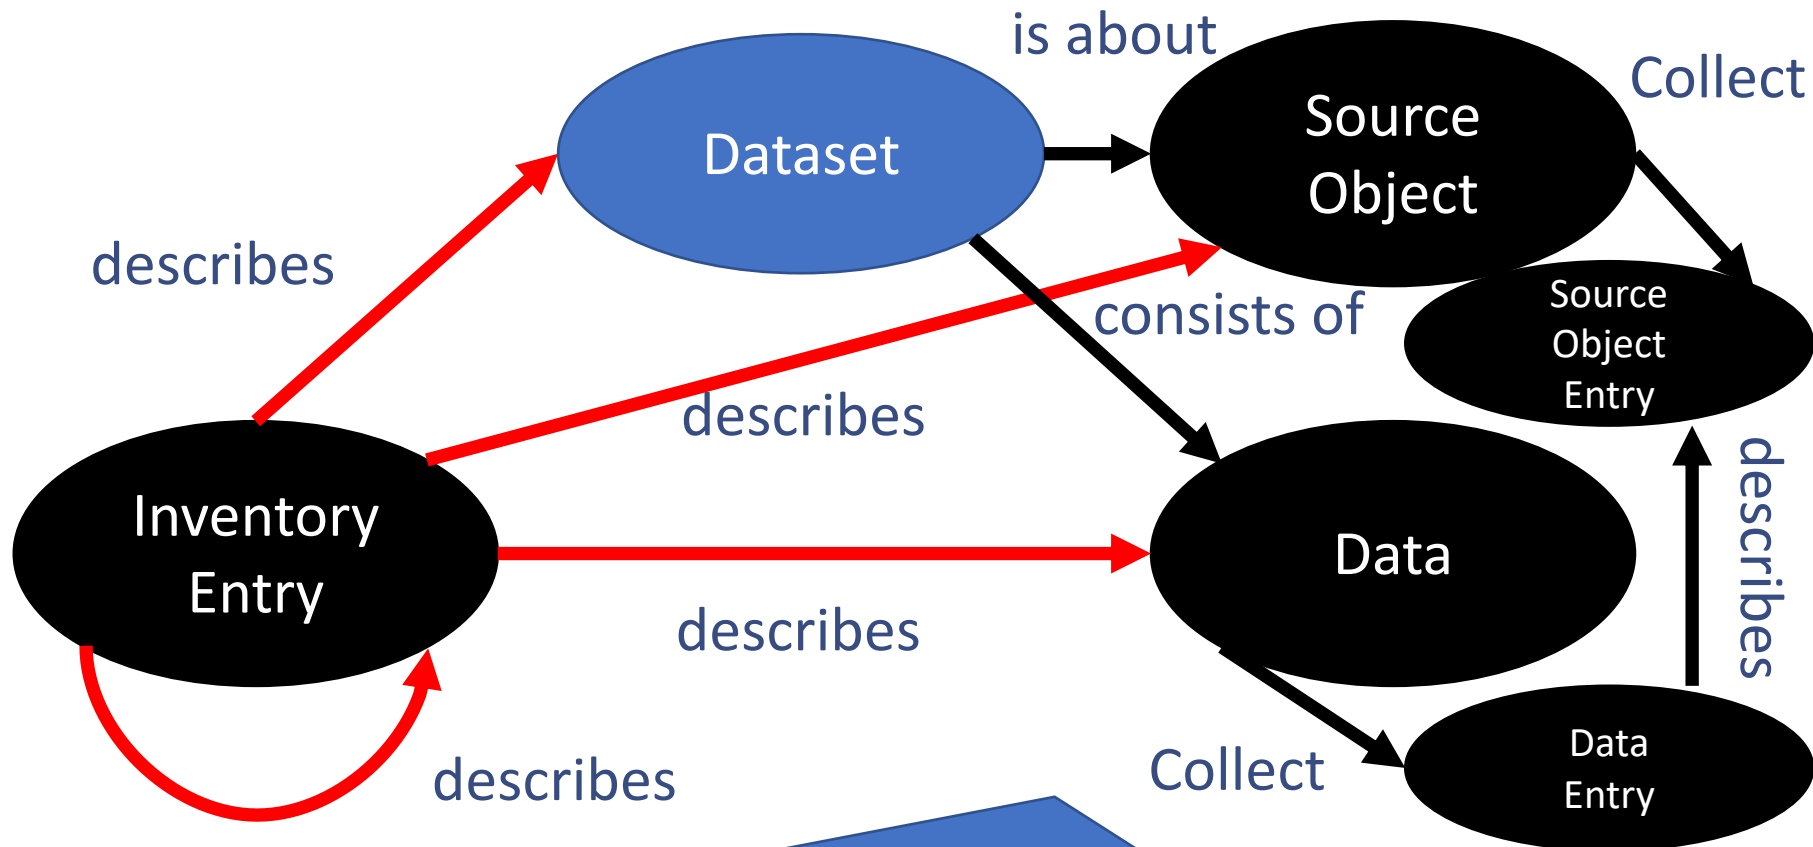 is about
Collect
Dataset
Source
Object
describes
consists of
Source
Object
Entry
describes
Inventory
Entry
Data
describes
describes
describes
Collect
Data
Entry